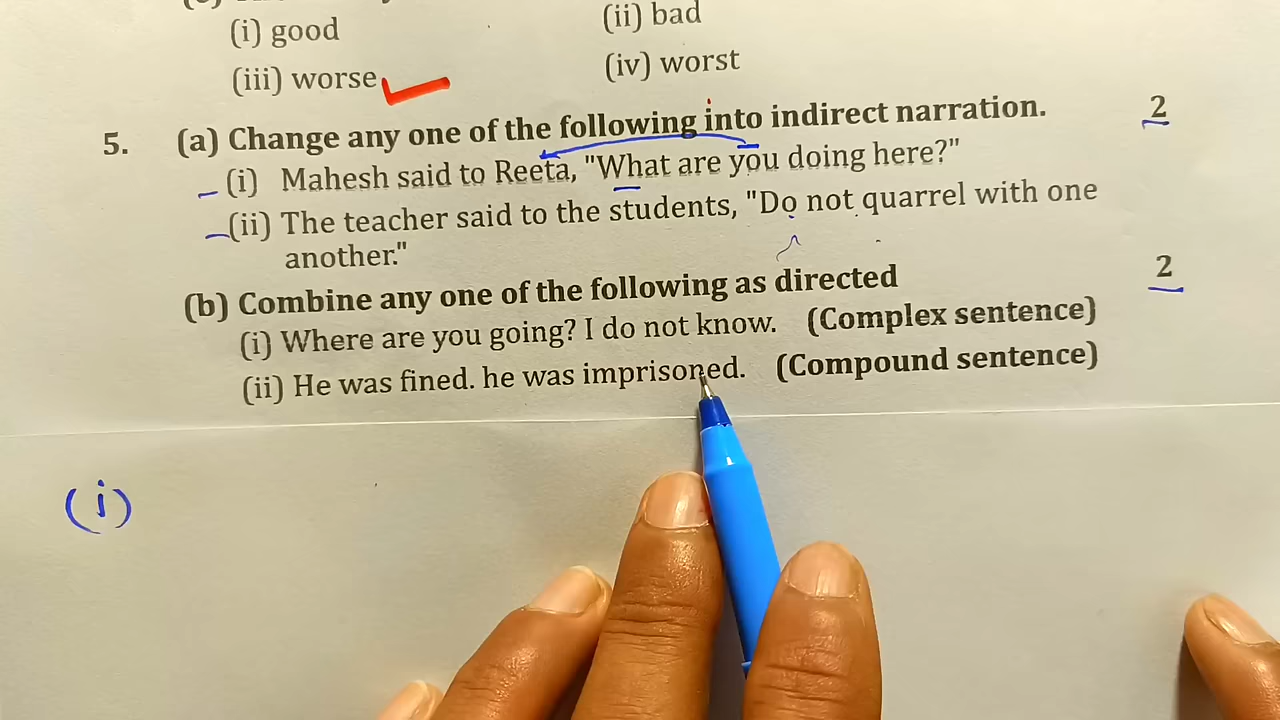 (i) good (ii) bad
(iii) worse (iv) worst
5. (a) Change any one of the following into indirect narration. 2
(i) Mahesh said to Reeta, "What are you doing here?"
(ii) The teacher said to the students, "Do not quarrel with one
another."
(b) Combine any one of the following as directed 2
(i) Where are you going? I do not know. (Complex sentence)
(ii) He was fined. he was imprisoned. (Compound sentence)
(i)